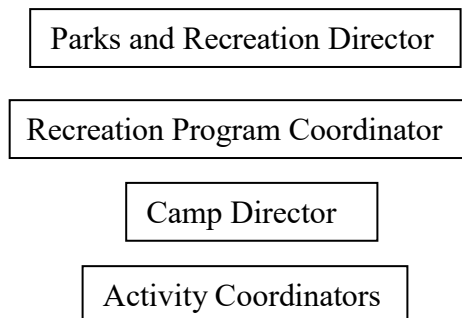 Parks and Recreation Director
Recreation Program Coordinator
Camp Director
Activity Coordinators